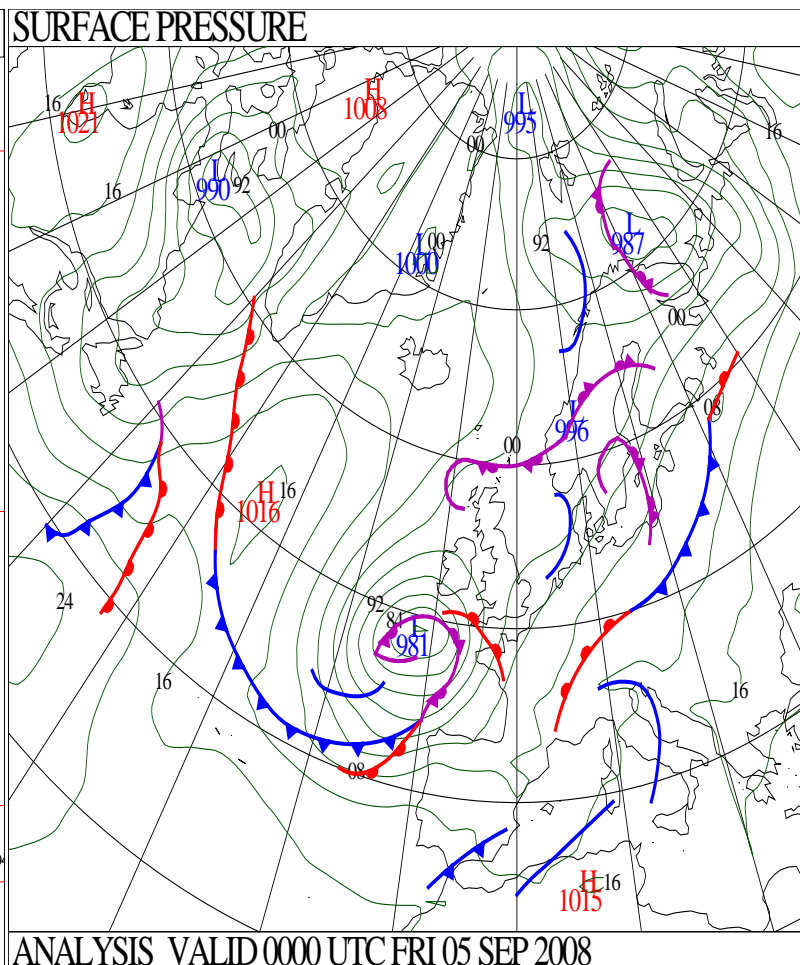 SURFACE PRESSURE
H
1021
16
H
1008
L
995
00
00
16
L
990
92
16
L
1000
00
92
L
987
00
08
L
996
00
H
1016
16
24
92
84
L
981
16
16
08
H
1015
16
ANALYSIS VALID 0000 UTC FRI 05 SEP 2008